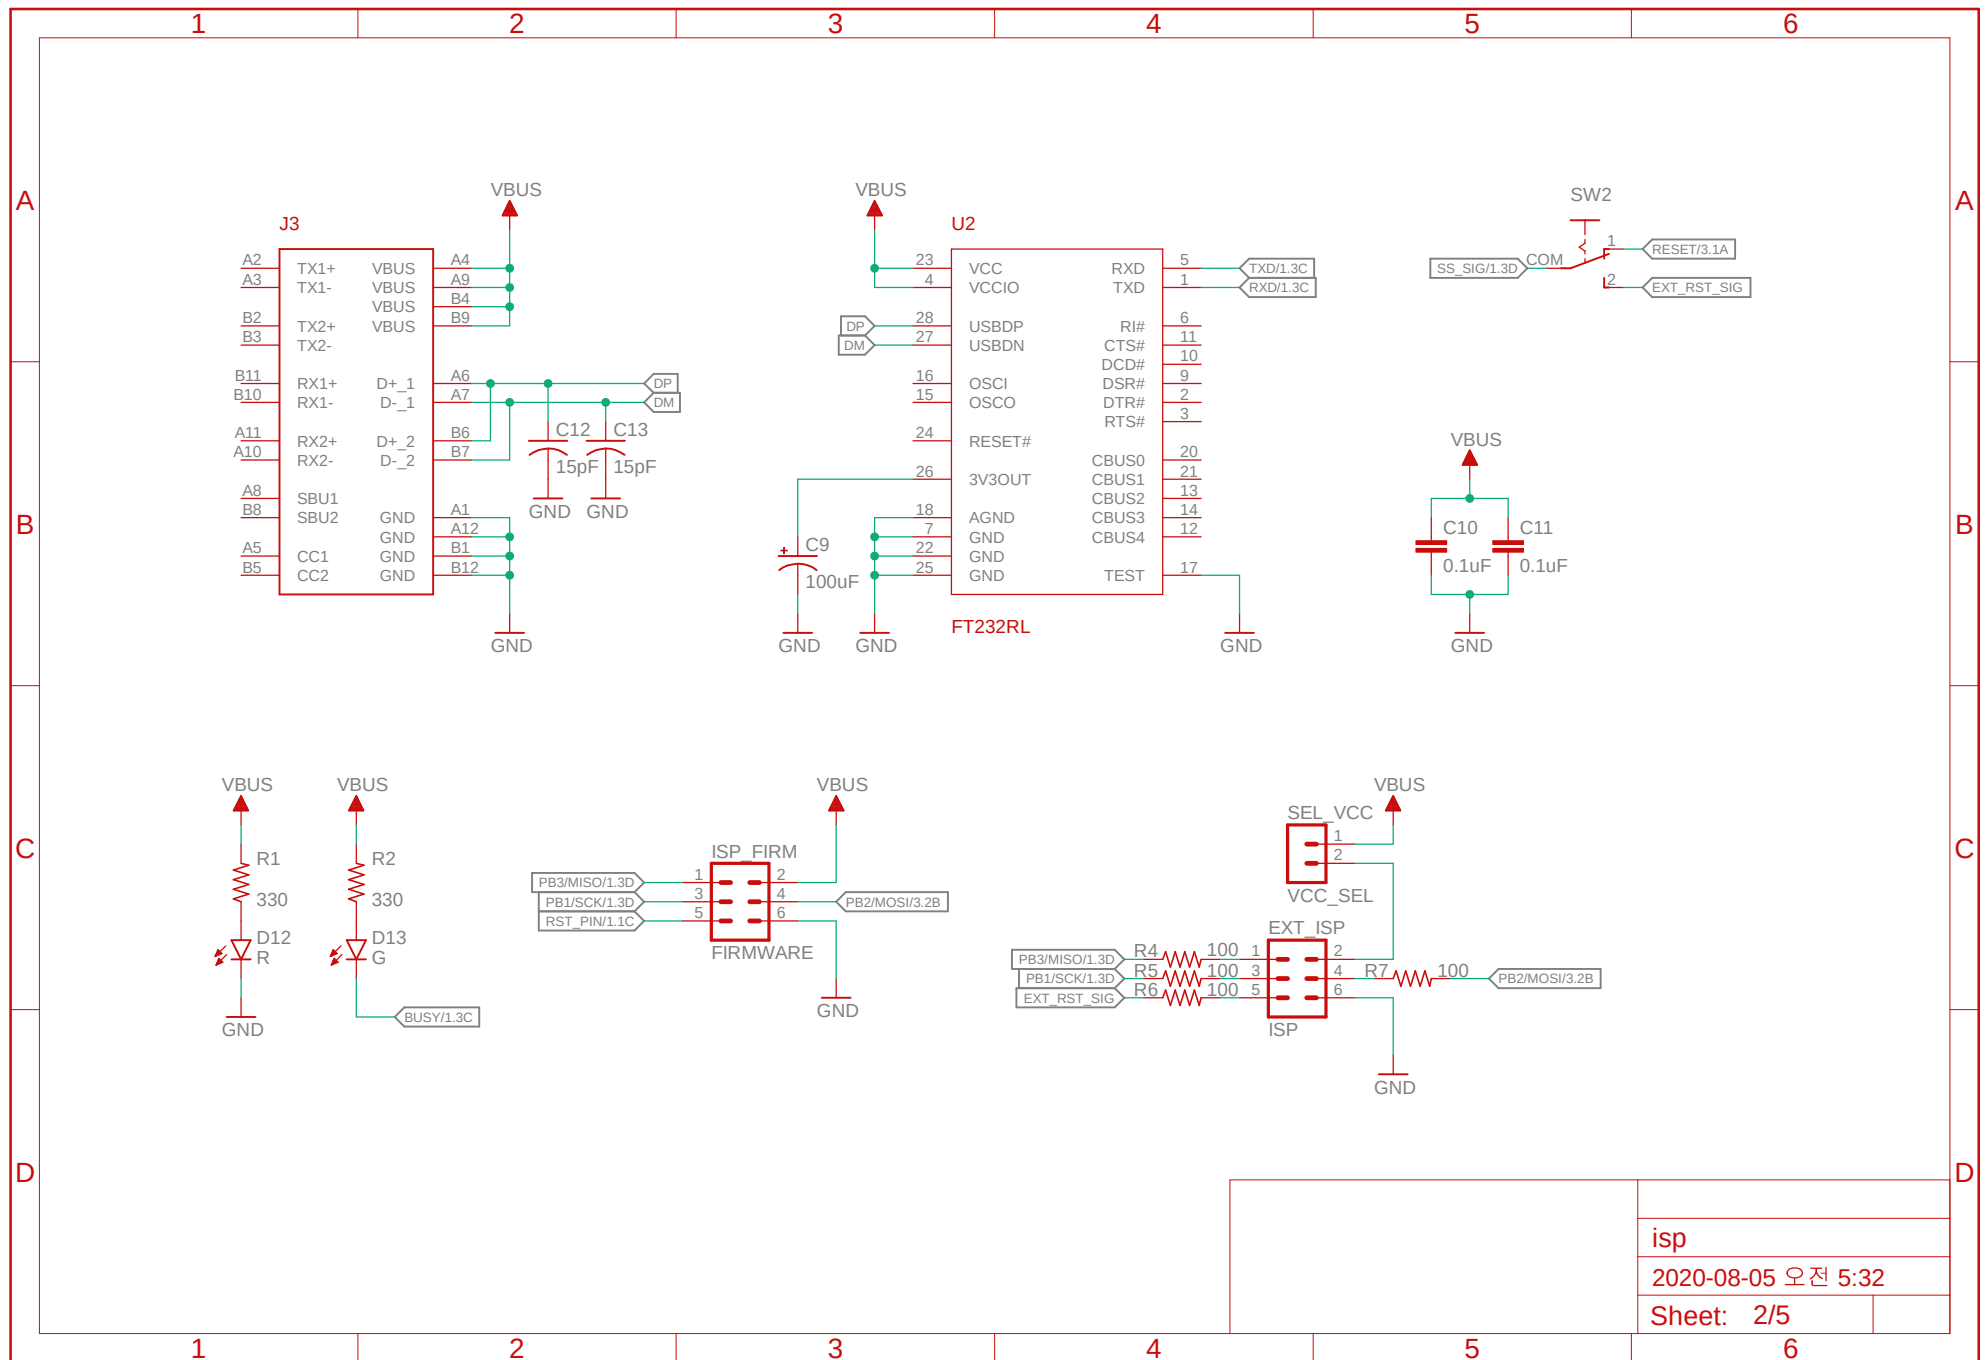 1 2 3 4 5 6
A A
VBUS
J3
A2 TX1+ VBUS A4
A3 TX1- VBUS A9
VBUS B4
B2 TX2+ VBUS B9
B3 TX2-
B11 RX1+ D+_1 A6 DP
B10 RX1- D-_1 A7 DM
A11 RX2+ D+_2 B6
A10 RX2- D-_2 B7
C12 C13
15pF 15pF
GND GND
A8 SBU1
B8 SBU2 GND A1
GND A12
A5 CC1 GND B1
B5 CC2 GND B12
GND
VBUS
U2
23 VCC RXD 5 TXD/1.3C
4 VCCIO TXD 1 RXD/1.3C
DP 28 USBDP RI# 6
DM 27 USBDN CTS# 11
DCD# 10
16 OSCI DSR# 9
15 OSCO DTR# 2
RTS# 3
24 RESET#
CBUS0 20
26 3V3OUT CBUS1 21
CBUS2 13
18 AGND CBUS3 14
7 GND CBUS4 12
22 GND
25 GND TEST 17
+ C9
100uF
GND GND GND
FT232RL
SW2
SS_SIG/1.3D COM 1 RESET/3.1A
2 EXT_RST_SIG
B B
VBUS
C10 C11
0.1uF 0.1uF
GND
C C
VBUS VBUS
R1 R2
330 330
D12 D13
R G
GND BUSY/1.3C
VBUS
ISP_FIRM
PB3/MISO/1.3D 1 2
PB1/SCK/1.3D 3 4 PB2/MOSI/3.2B
RST_PIN/1.1C 5 6
FIRMWARE
GND
VBUS
SEL_VCC
1
2
VCC_SEL
EXT_ISP
PB3/MISO/1.3D R4 100 1 2
PB1/SCK/1.3D R5 100 3 4 R7 100 PB2/MOSI/3.2B
EXT_RST_SIG R6 100 5 6
ISP
GND
D D
isp
2020-08-05 오전 5:32
Sheet: 2/5
1 2 3 4 5 6